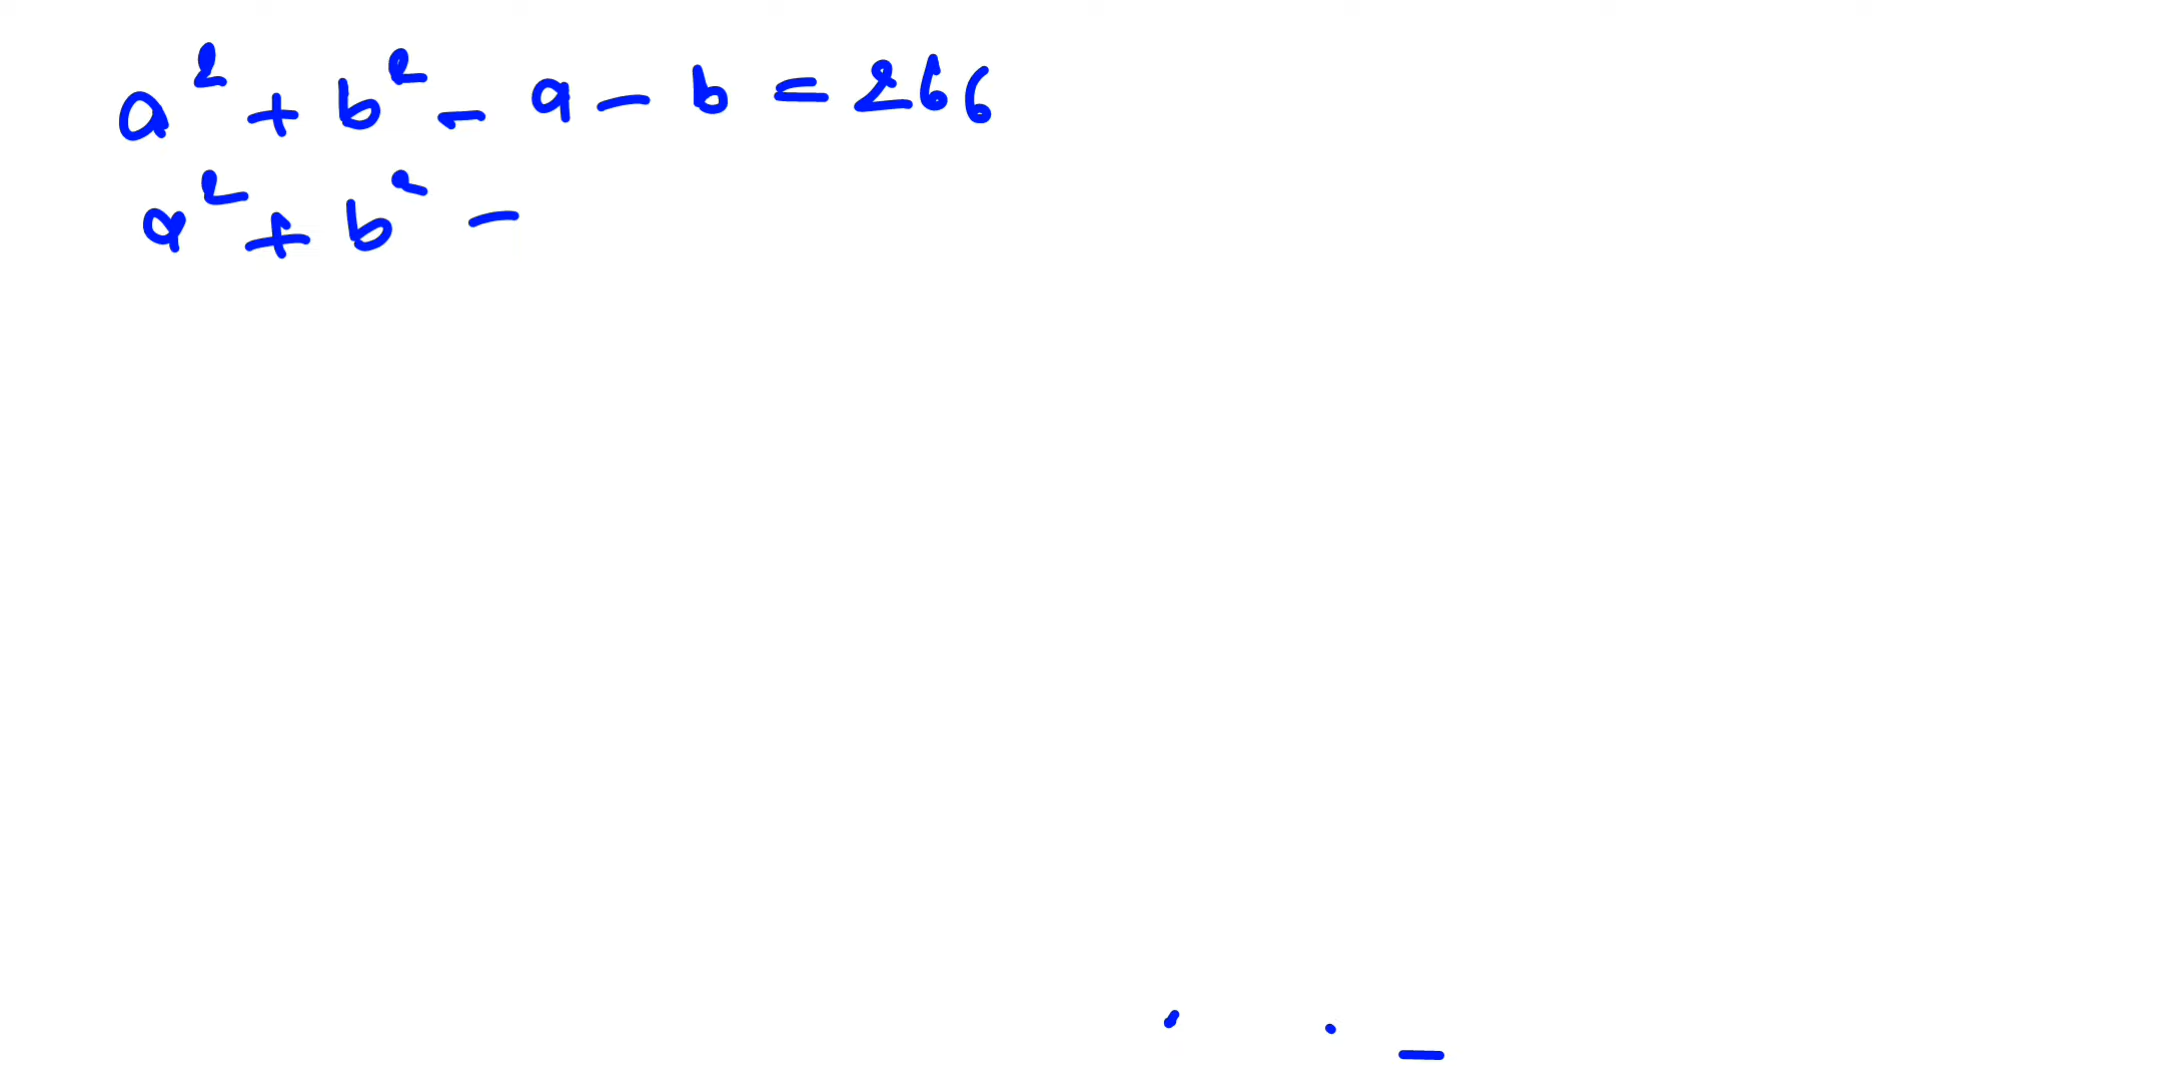 a² + b² - a - b = 266
a² + b² -